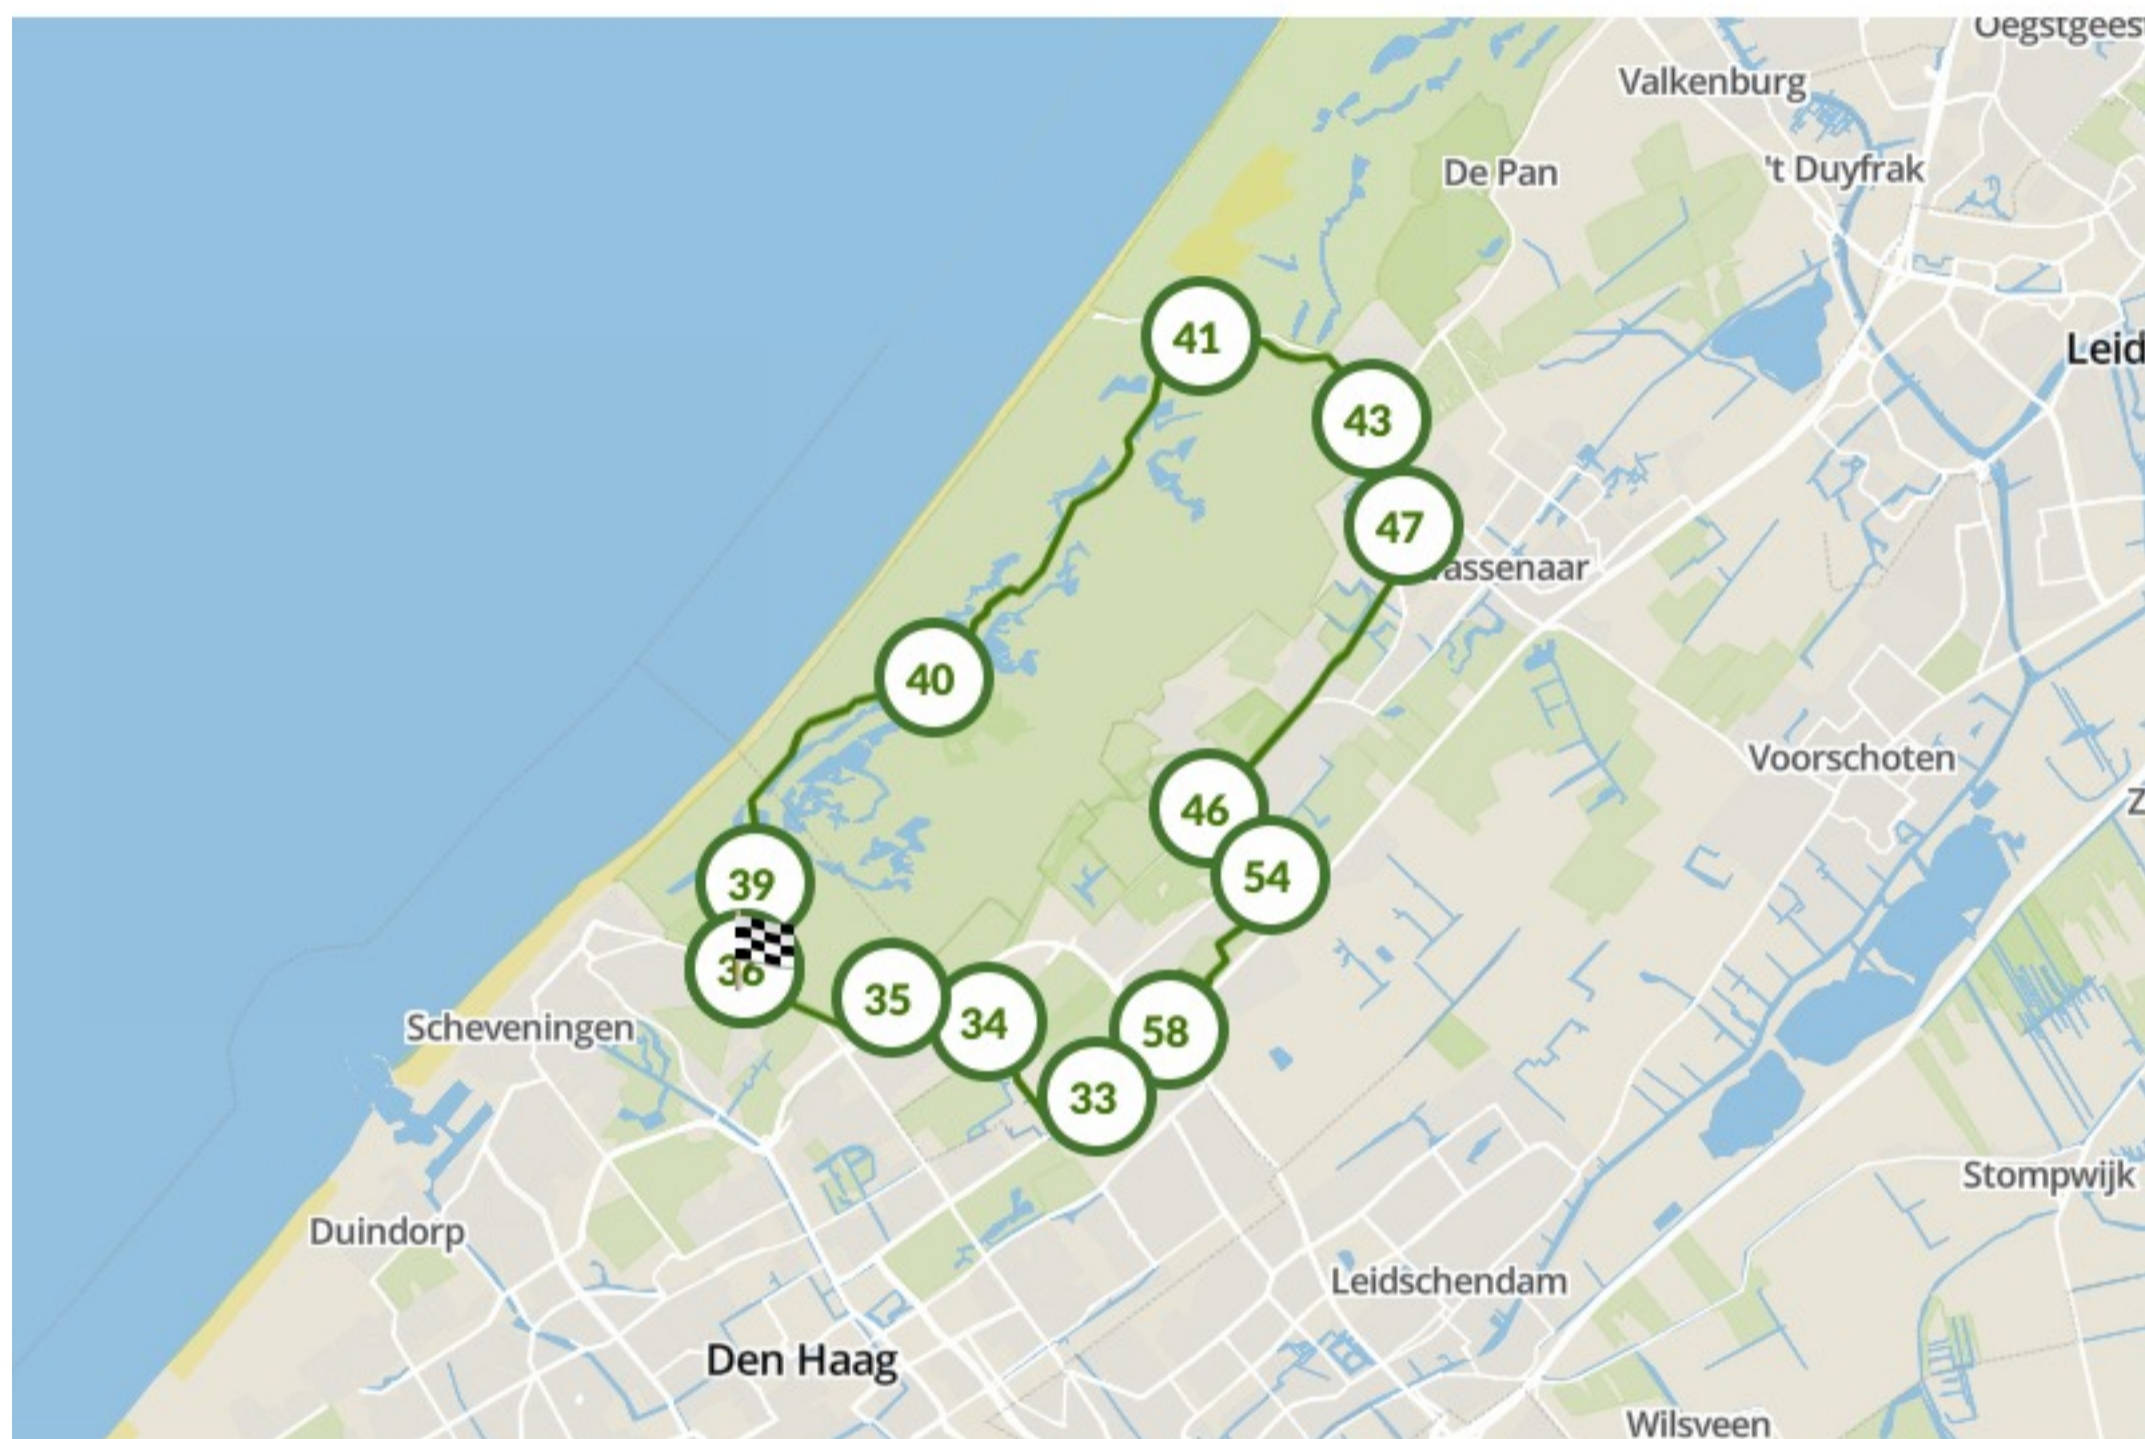 Oegstgeest
Valkenburg
De Pan
't Duyfrak
41
Leid
43
47
assenaar
40
46
Voorschoten
54
39
36
35
34
58
33
Scheveningen
Z
Stompwijk
Duindorp
Leidschendam
Den Haag
Wilsveen